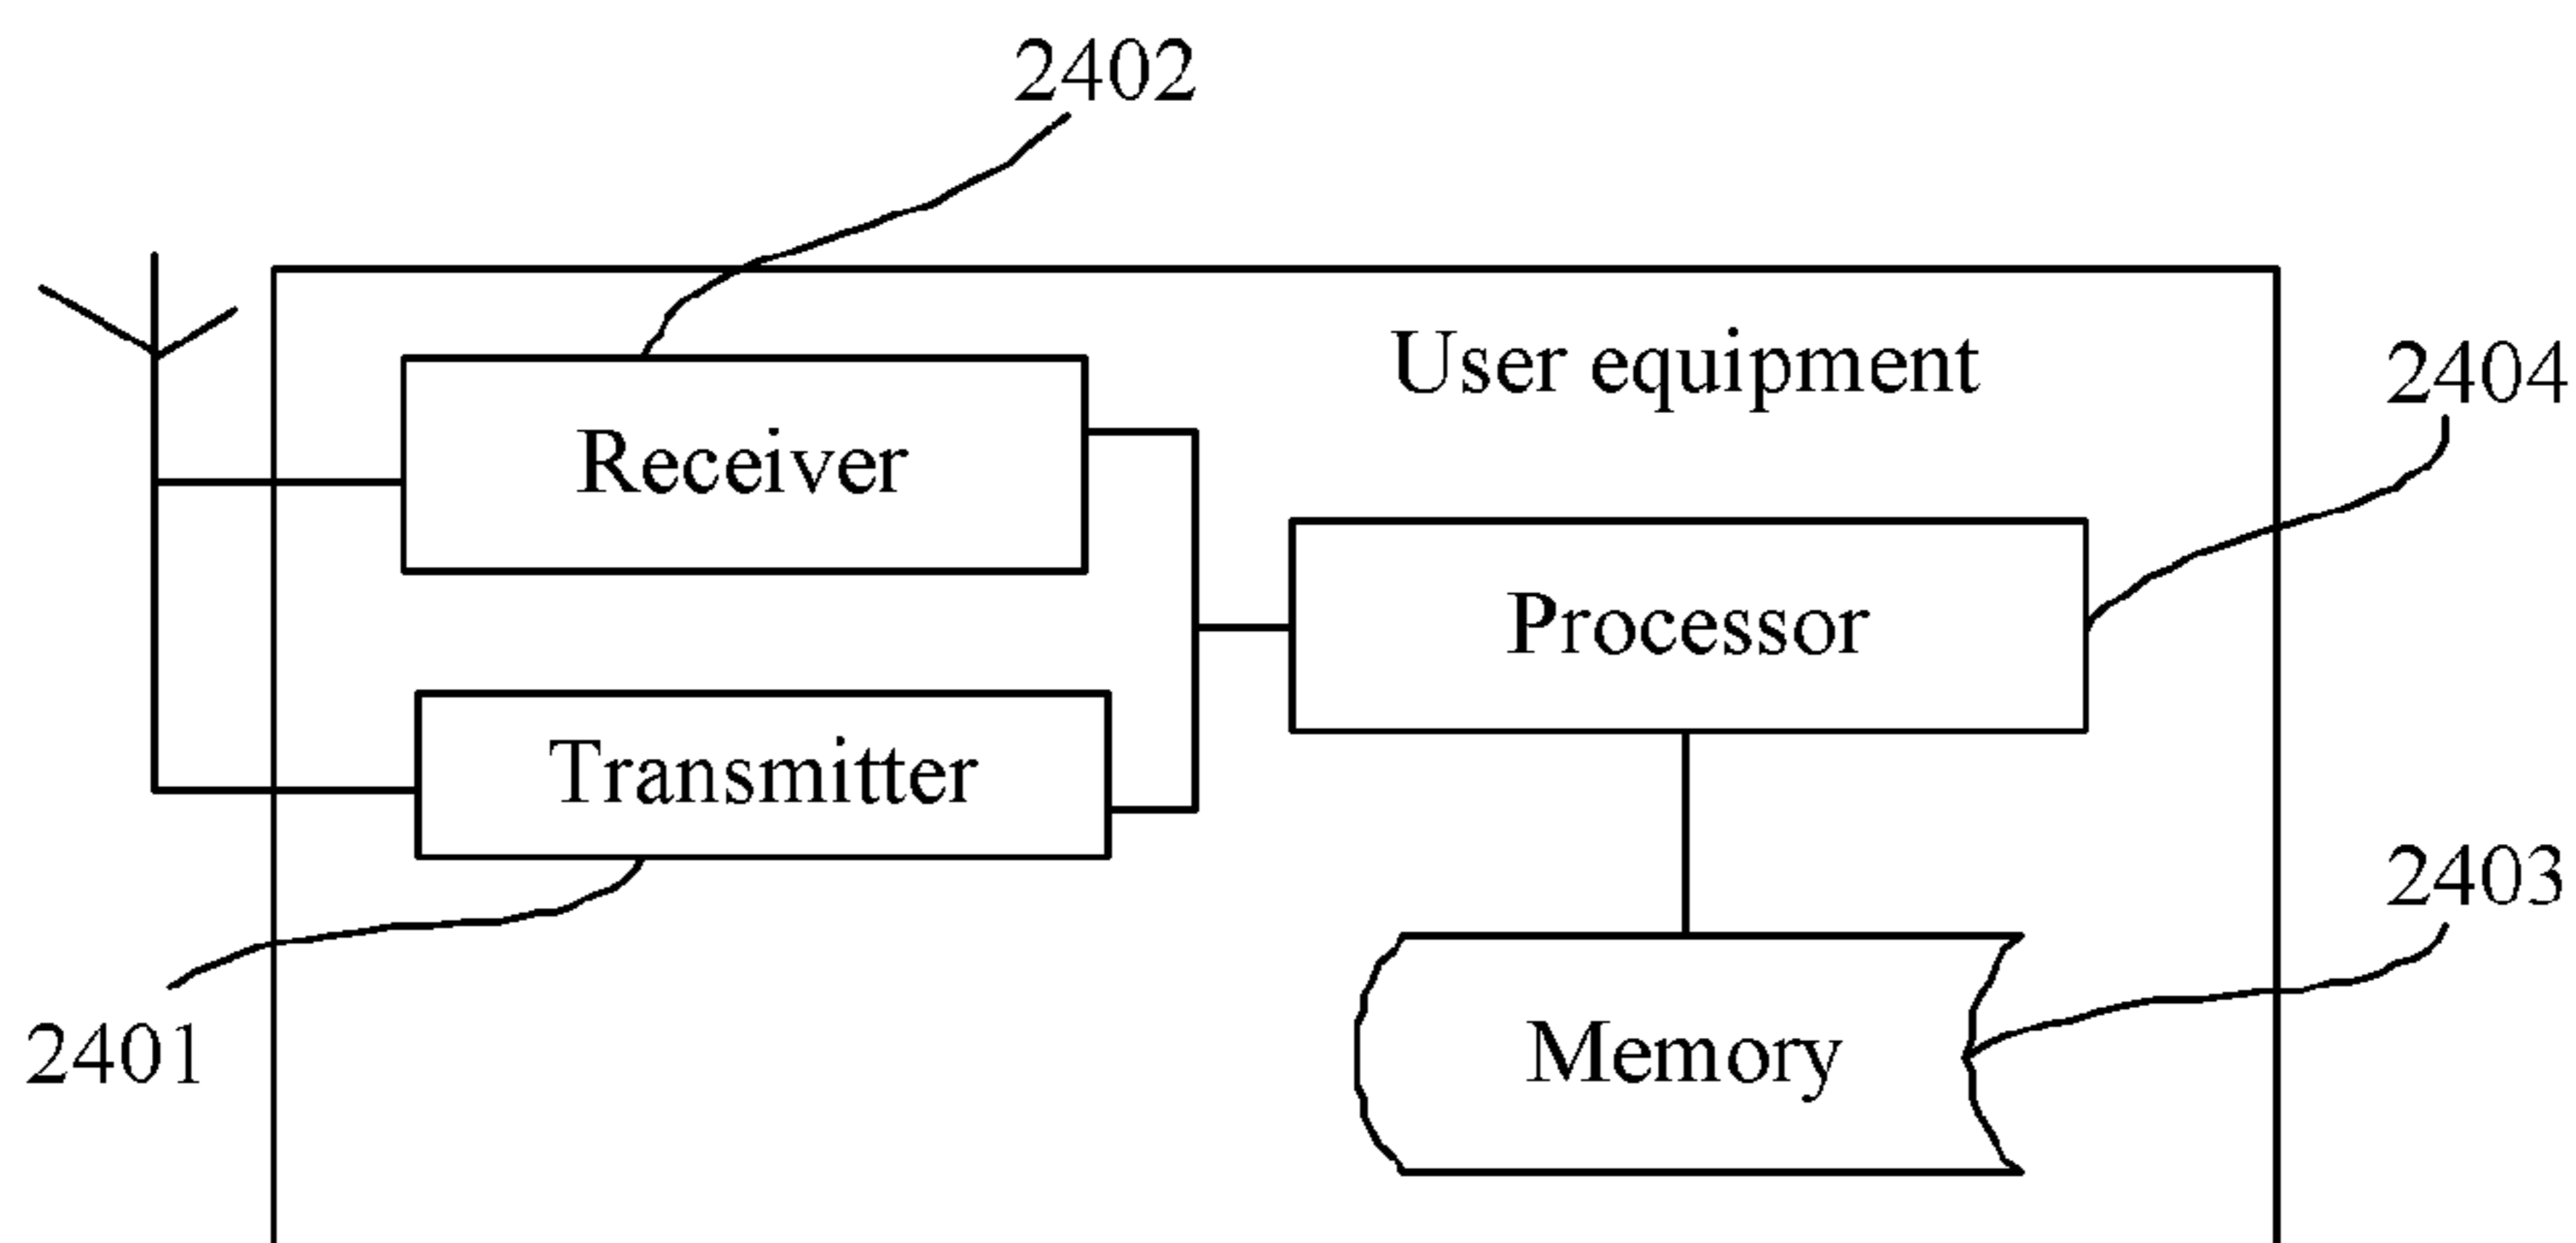 2402
User equipment
2404
Receiver
Processor
Transmitter
2403
2401
Memory